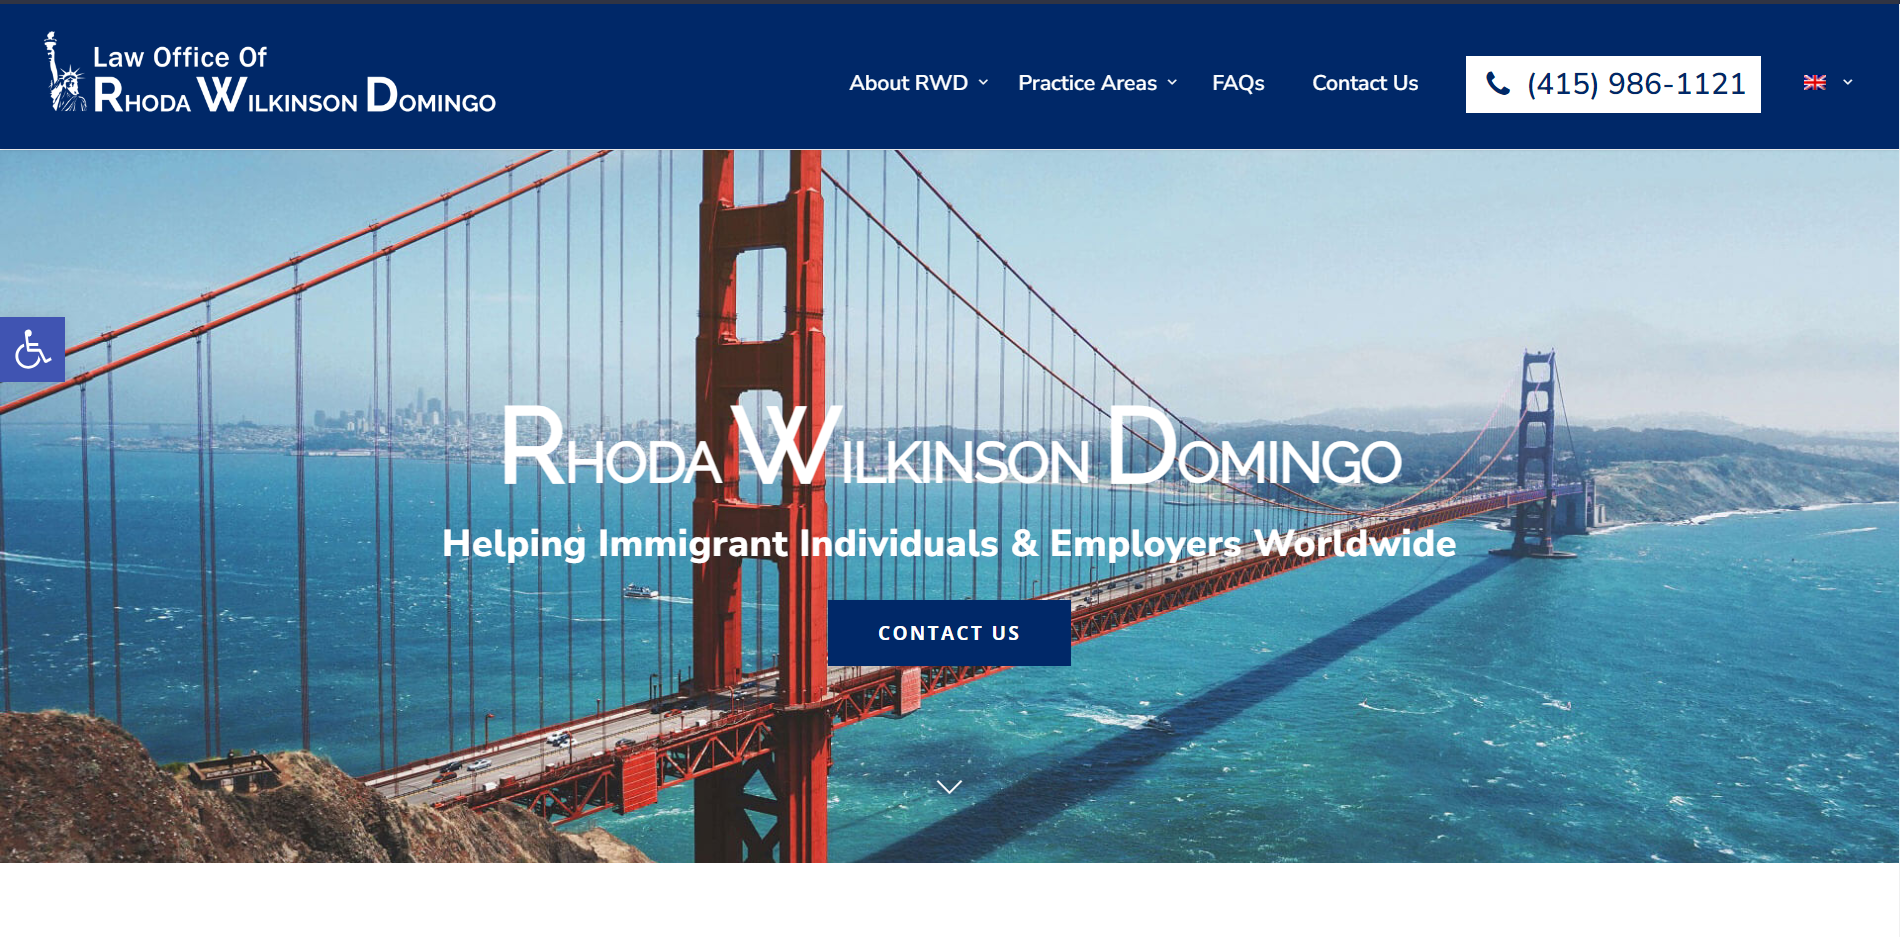 Law Office Of
Rhoda Wilkinson Domingo
About RWD
Practice Areas
FAQs
Contact Us
(415) 986-1121
Rhoda Wilkinson Domingo
Helping Immigrant Individuals & Employers Worldwide
CONTACT US